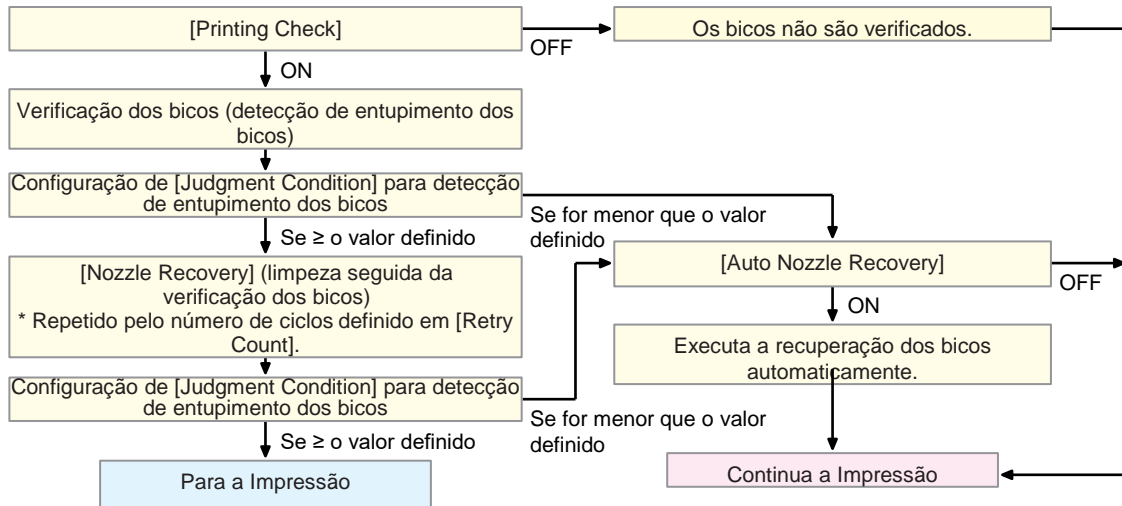 [Printing Check]
OFF
Os bicos não são verificados.
ON
Verificação dos bicos (detecção de entupimento dos
bicos)
Configuração de [Judgment Condition] para detecção
de entupimento dos bicos
Se for menor que o valor
definido
Se ≥ o valor definido
[Nozzle Recovery] (limpeza seguida da
verificação dos bicos)
* Repetido pelo número de ciclos definido em [Retry
Count].
[Auto Nozzle Recovery]
OFF
ON
Executa a recuperação dos bicos
automaticamente.
Configuração de [Judgment Condition] para detecção
de entupimento dos bicos
Se for menor que o valor
definido
Se ≥ o valor definido
Para a Impressão
Continua a Impressão